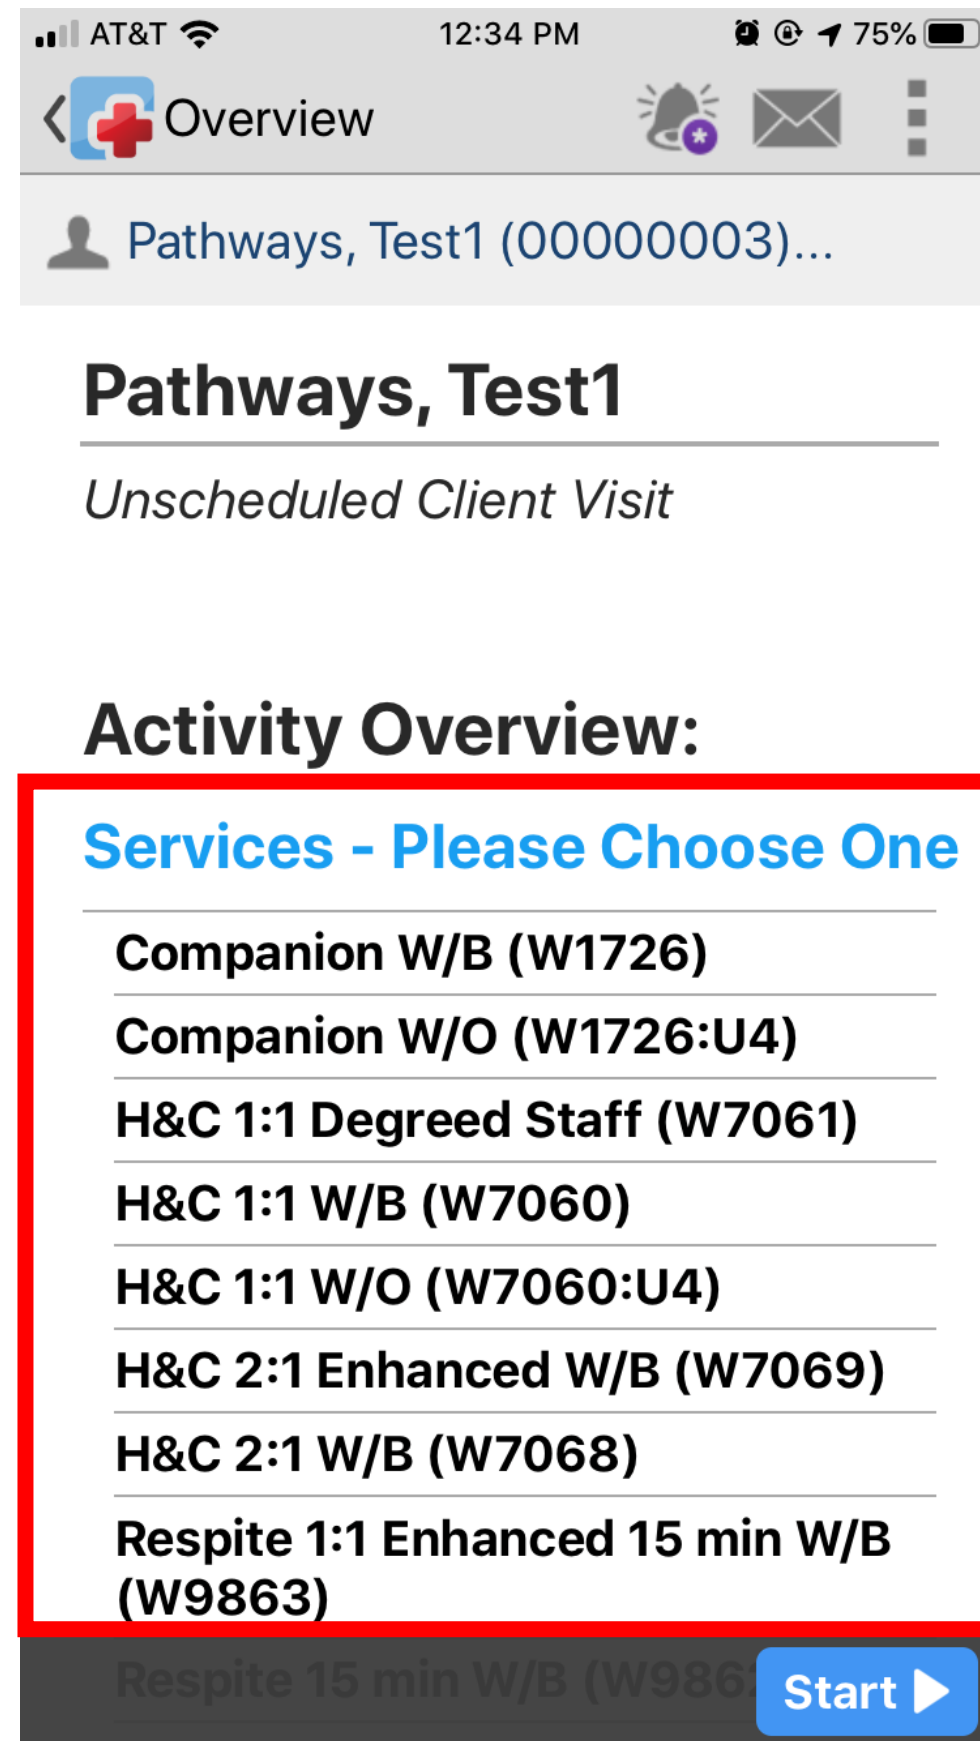 AT&T 12:34 PM 75%
Overview
Pathways, Test1 (00000003)...
Pathways, Test1
Unscheduled Client Visit
Activity Overview:
Services - Please Choose One
Companion W/B (W1726)
Companion W/O (W1726:U4)
H&C 1:1 Degreed Staff (W7061)
H&C 1:1 W/B (W7060)
H&C 1:1 W/O (W7060:U4)
H&C 2:1 Enhanced W/B (W7069)
H&C 2:1 W/B (W7068)
Respite 1:1 Enhanced 15 min W/B
(W9863)
Respite 15 min W/B
Start